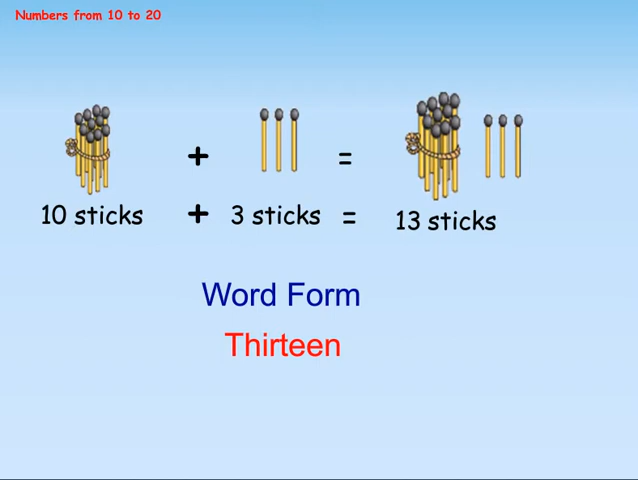 Numbers from 10 to 20
+ =
10 sticks + 3 sticks = 13 sticks
Word Form
Thirteen